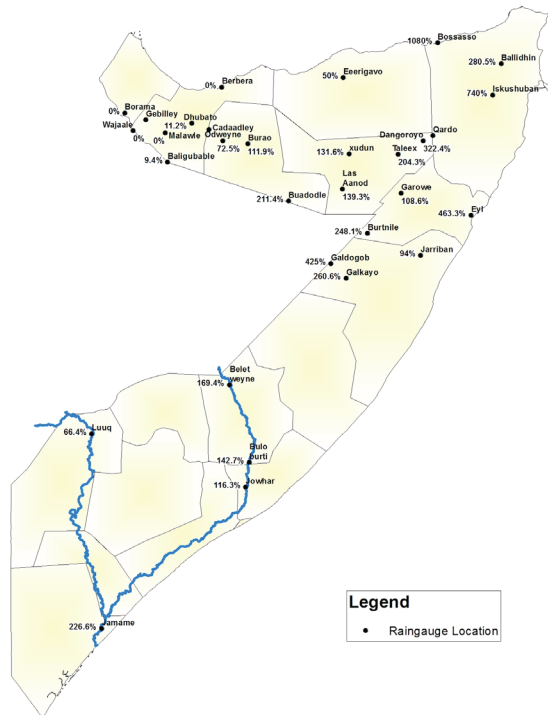 Bossasso
1080%
Ballidhin
280.5%
Eeerigavo
50%
Berbera
0%
Iskushuban
740%
Borama
0%
Gebilley
Dhubato
11.2%
Wajaale
0%
0%
Malawle
Cadaadley
Odweyne
72.5%
Burao
111.9%
Qardo
322.4%
Dangoroyo
xudun
131.6%
Taleex
204.3%
9.4%
Baligubable
Las
Aanod
139.3%
Garowe
108.6%
Buadodle
211.4%
Eyl
463.3%
Burtnile
248.1%
Jarriban
94%
Galdogob
425%
Galkayo
260.6%
Belet
weyne
169.4%
Luuq
66.4%
Bulo
burti
142.7%
Jowhar
116.3%
Legend
Raingauge Location
Jamame
226.6%